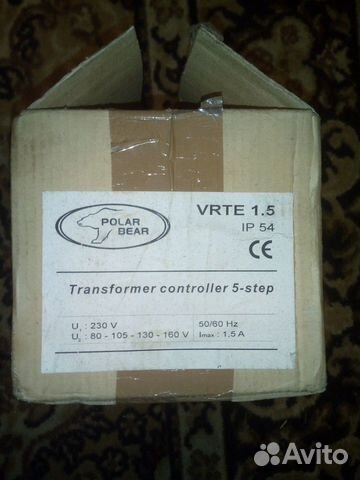 POLAR
BEAR
VRTE 1.5
IP 54
CE
Transformer controller 5-step
U₁ : 230 V
50/60 Hz
U₂ : 80 - 105 - 130 - 160 V
Imax : 1.5 A
Avito